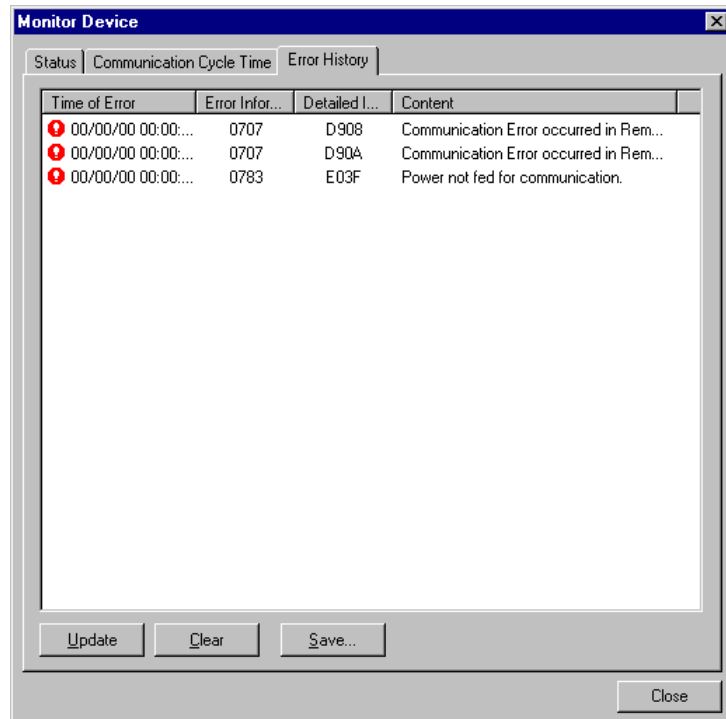 Monitor Device
Status Communication Cycle Time Error History
Time of Error Error Infor... Detailed I... Content
00/00/00 00:00:... 0707 D908 Communication Error occurred in Rem...
00/00/00 00:00:... 0707 D90A Communication Error occurred in Rem...
00/00/00 00:00:... 0783 E03F Power not fed for communication.
Update Clear Save...
Close